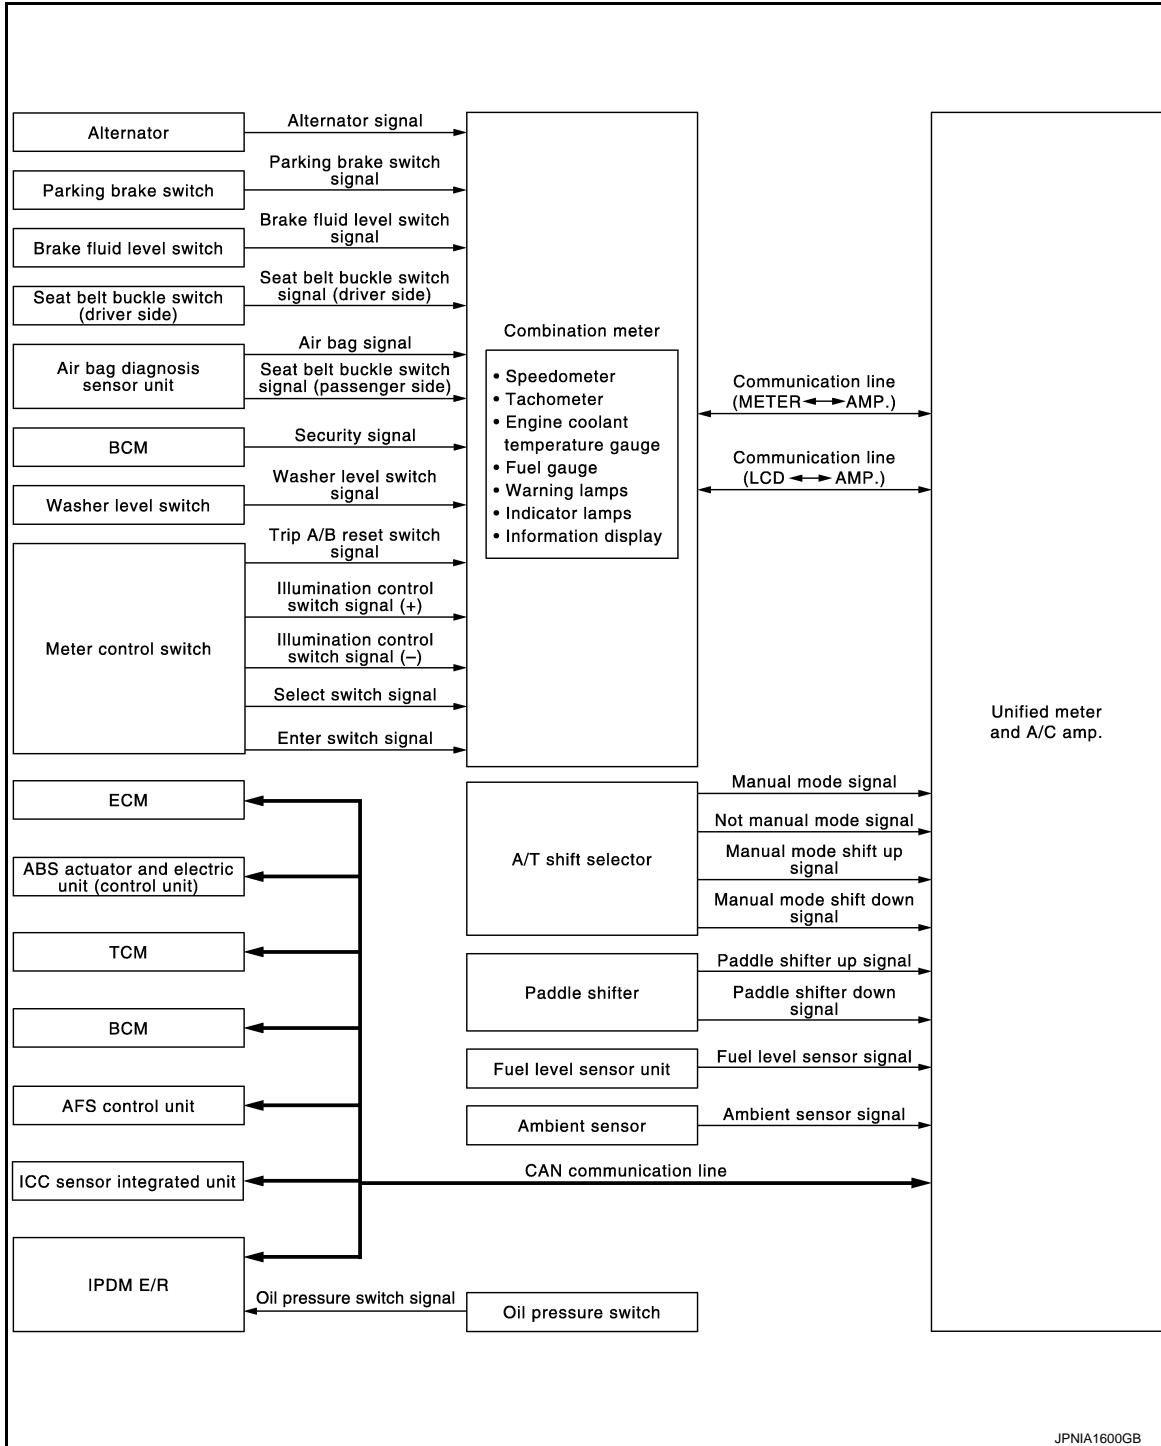 Alternator
Alternator signal
Parking brake switch
Parking brake switch
signal
Brake fluid level switch
Brake fluid level switch
signal
Seat belt buckle switch
(driver side)
Seat belt buckle switch
signal (driver side)
Air bag diagnosis
sensor unit
Air bag signal
Seat belt buckle switch
signal (passenger side)
BCM
Security signal
Washer level switch
Washer level switch
signal
Meter control switch
Trip A/B reset switch
signal
Illumination control
switch signal (+)
Illumination control
switch signal (–)
Select switch signal
Enter switch signal
Combination meter
• Speedometer
• Tachometer
• Engine coolant
temperature gauge
• Fuel gauge
• Warning lamps
• Indicator lamps
• Information display
Communication line
(METER ↔ AMP.)
Communication line
(LCD ↔ AMP.)
Unified meter
and A/C amp.
ECM
ABS actuator and electric
unit (control unit)
TCM
BCM
AFS control unit
ICC sensor integrated unit
IPDM E/R
A/T shift selector
Manual mode signal
Not manual mode signal
Manual mode shift up
signal
Manual mode shift down
signal
Paddle shifter
Paddle shifter up signal
Paddle shifter down
signal
Fuel level sensor unit
Fuel level sensor signal
Ambient sensor
Ambient sensor signal
CAN communication line
Oil pressure switch signal
Oil pressure switch
JPNIA1600GB